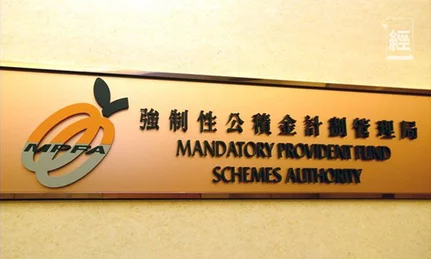 經
強制性公積金計劃管理局
MPFA
MANDATORY PROVIDENT FUND
SCHEMES AUTHORITY